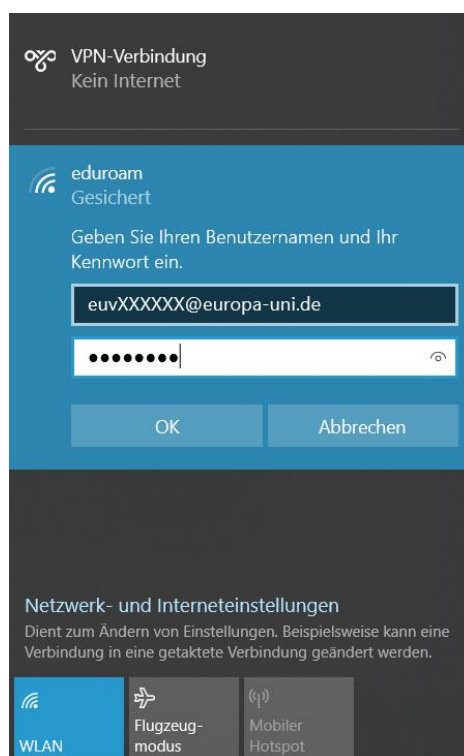 VPN-Verbindung
Kein Internet
eduroam
Gesichert
Geben Sie Ihren Benutzernamen und Ihr
Kennwort ein.
euvXXXXXX@europa-uni.de
●●●●●●●●
OK
Abbrechen
Netzwerk- und Interneteinstellungen
Dient zum Ändern von Einstellungen. Beispielsweise kann eine
Verbindung in eine getaktete Verbindung geändert werden.
WLAN
Flugzeug-
modus
Mobiler
Hotspot